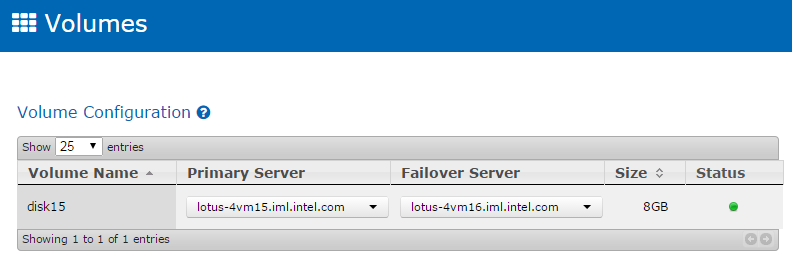 Volumes
Volume Configuration ?
Show 25 entries
Volume Name Primary Server Failover Server Size Status
disk15 lotus-4vm15.iml.intel.com lotus-4vm16.iml.intel.com 8GB
Showing 1 to 1 of 1 entries